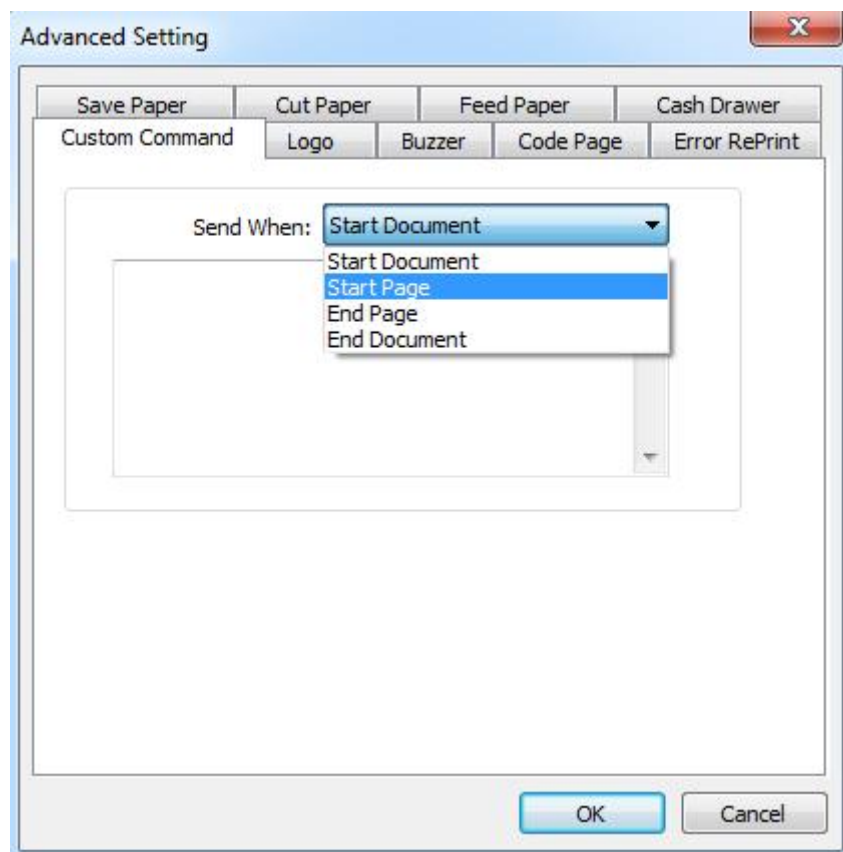 Advanced Setting
Save Paper Cut Paper Feed Paper Cash Drawer
Custom Command Logo Buzzer Code Page Error RePrint
Send When: Start Document
Start Document
Start Page
End Page
End Document
OK Cancel